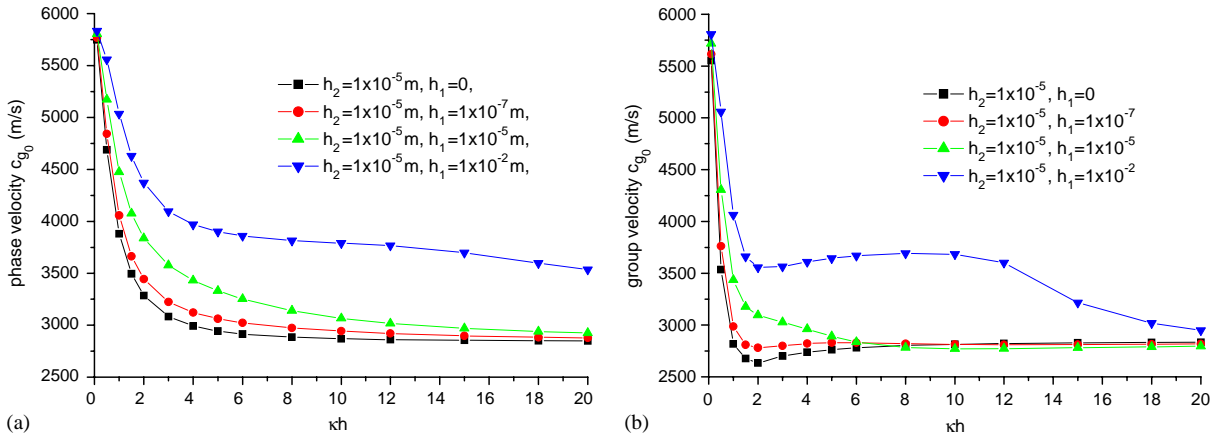 6000
5500
5000
4500
4000
3500
3000
2500
phase velocity c_g0 (m/s)
h₂=1x10⁻⁵m, h₁=0,
h₂=1x10⁻⁵m, h₁=1x10⁻⁷m,
h₂=1x10⁻⁵m, h₁=1x10⁻⁵m,
h₂=1x10⁻⁵m, h₁=1x10⁻²m,
0 2 4 6 8 10 12 14 16 18 20
(a)
κh
6000
5500
5000
4500
4000
3500
3000
2500
group velocity c_g0 (m/s)
h₂=1x10⁻⁵, h₁=0
h₂=1x10⁻⁵, h₁=1x10⁻⁷
h₂=1x10⁻⁵, h₁=1x10⁻⁵
h₂=1x10⁻⁵, h₁=1x10⁻²
0 2 4 6 8 10 12 14 16 18 20
(b)
κh